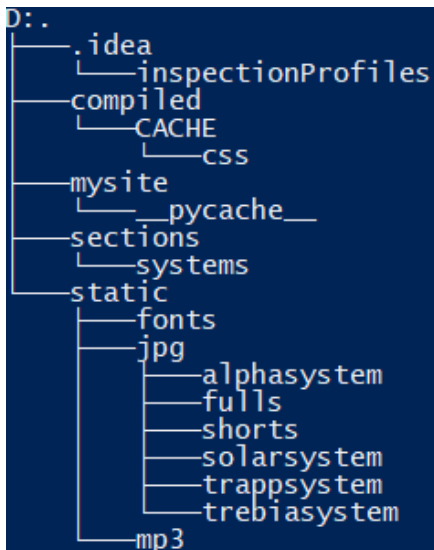 D:.
├───.idea
│   └───inspectionProfiles
├───compiled
│   └───CACHE
│       └───css
├───mysite
│   └───__pycache__
├───sections
│   └───systems
└───static
    ├───fonts
    ├───jpg
    │   ├───alphasystem
    │   ├───fulls
    │   ├───shorts
    │   ├───solarsystem
    │   ├───trappsystem
    │   └───trebiasystem
    └───mp3